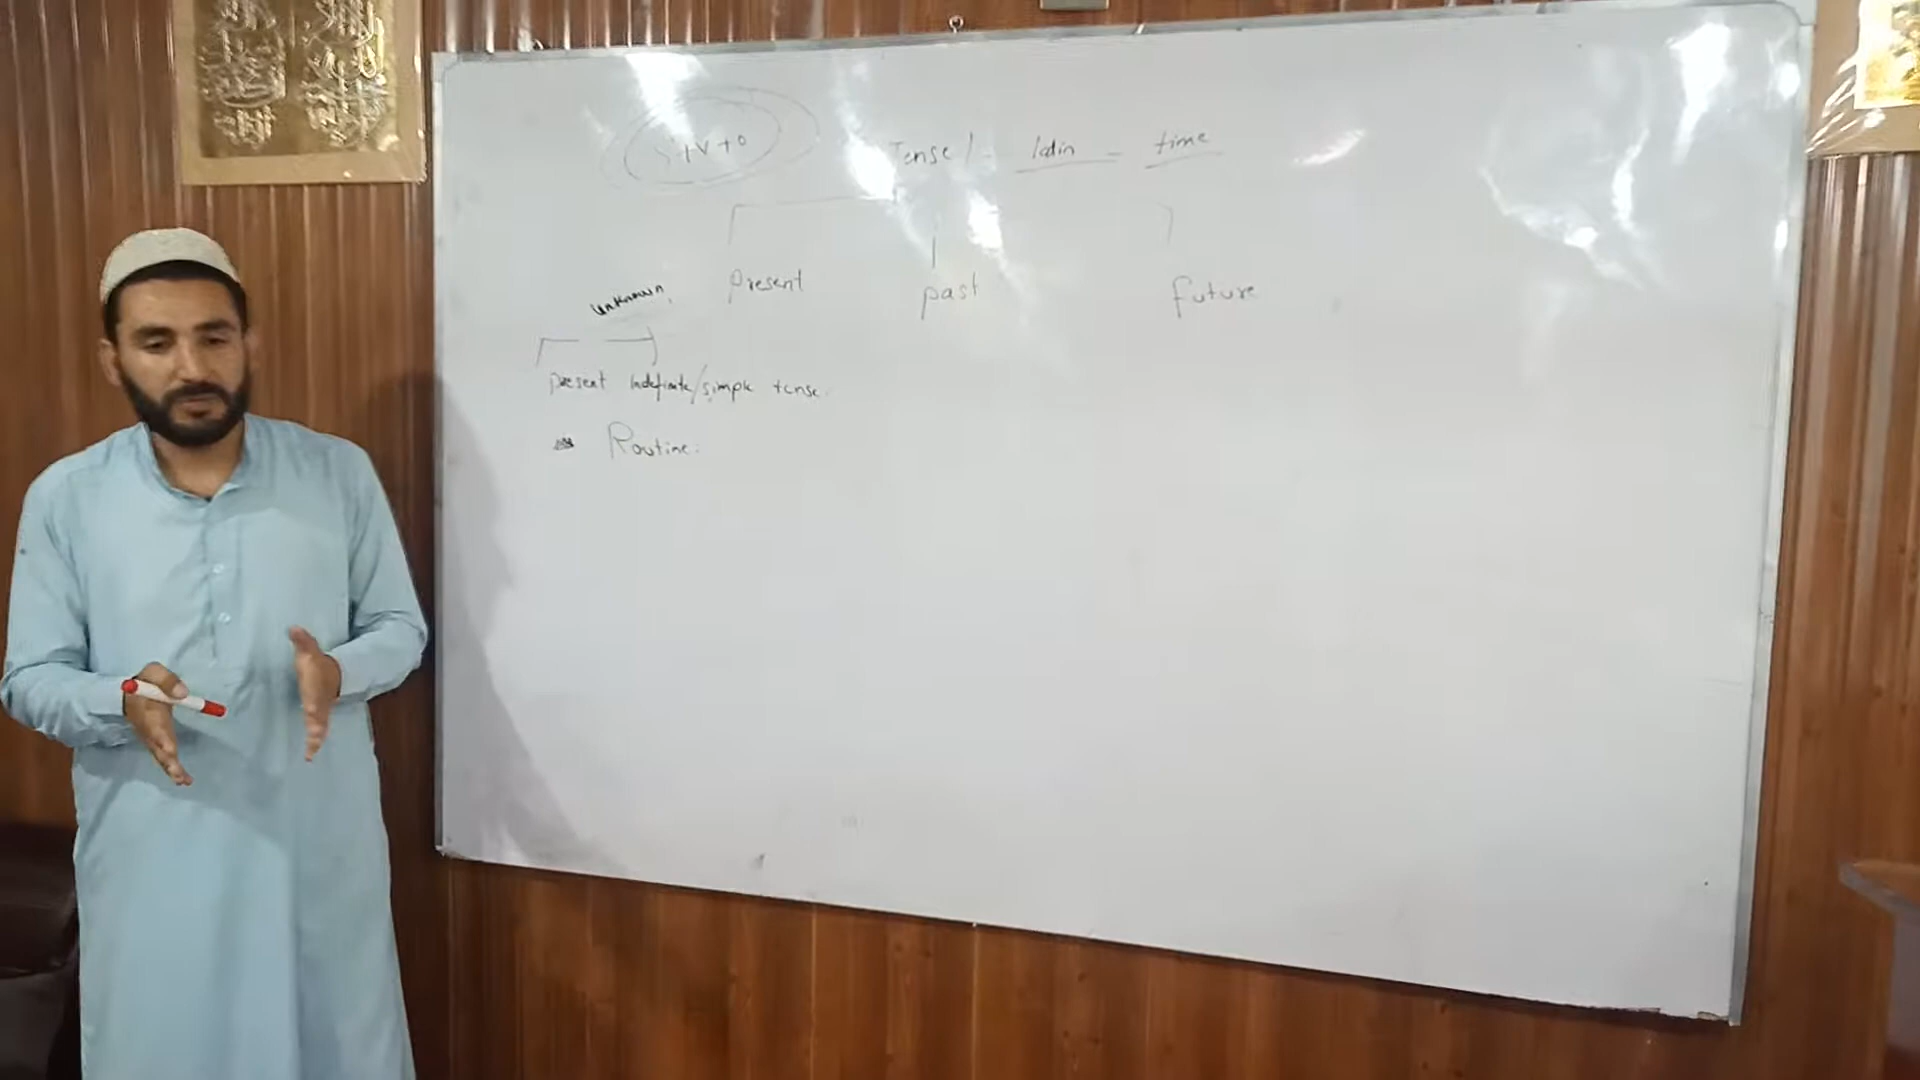 S+V+O
Tense/- latin - time
Present past future
unknown.
Present Indefinite/simple tense.
Routine.